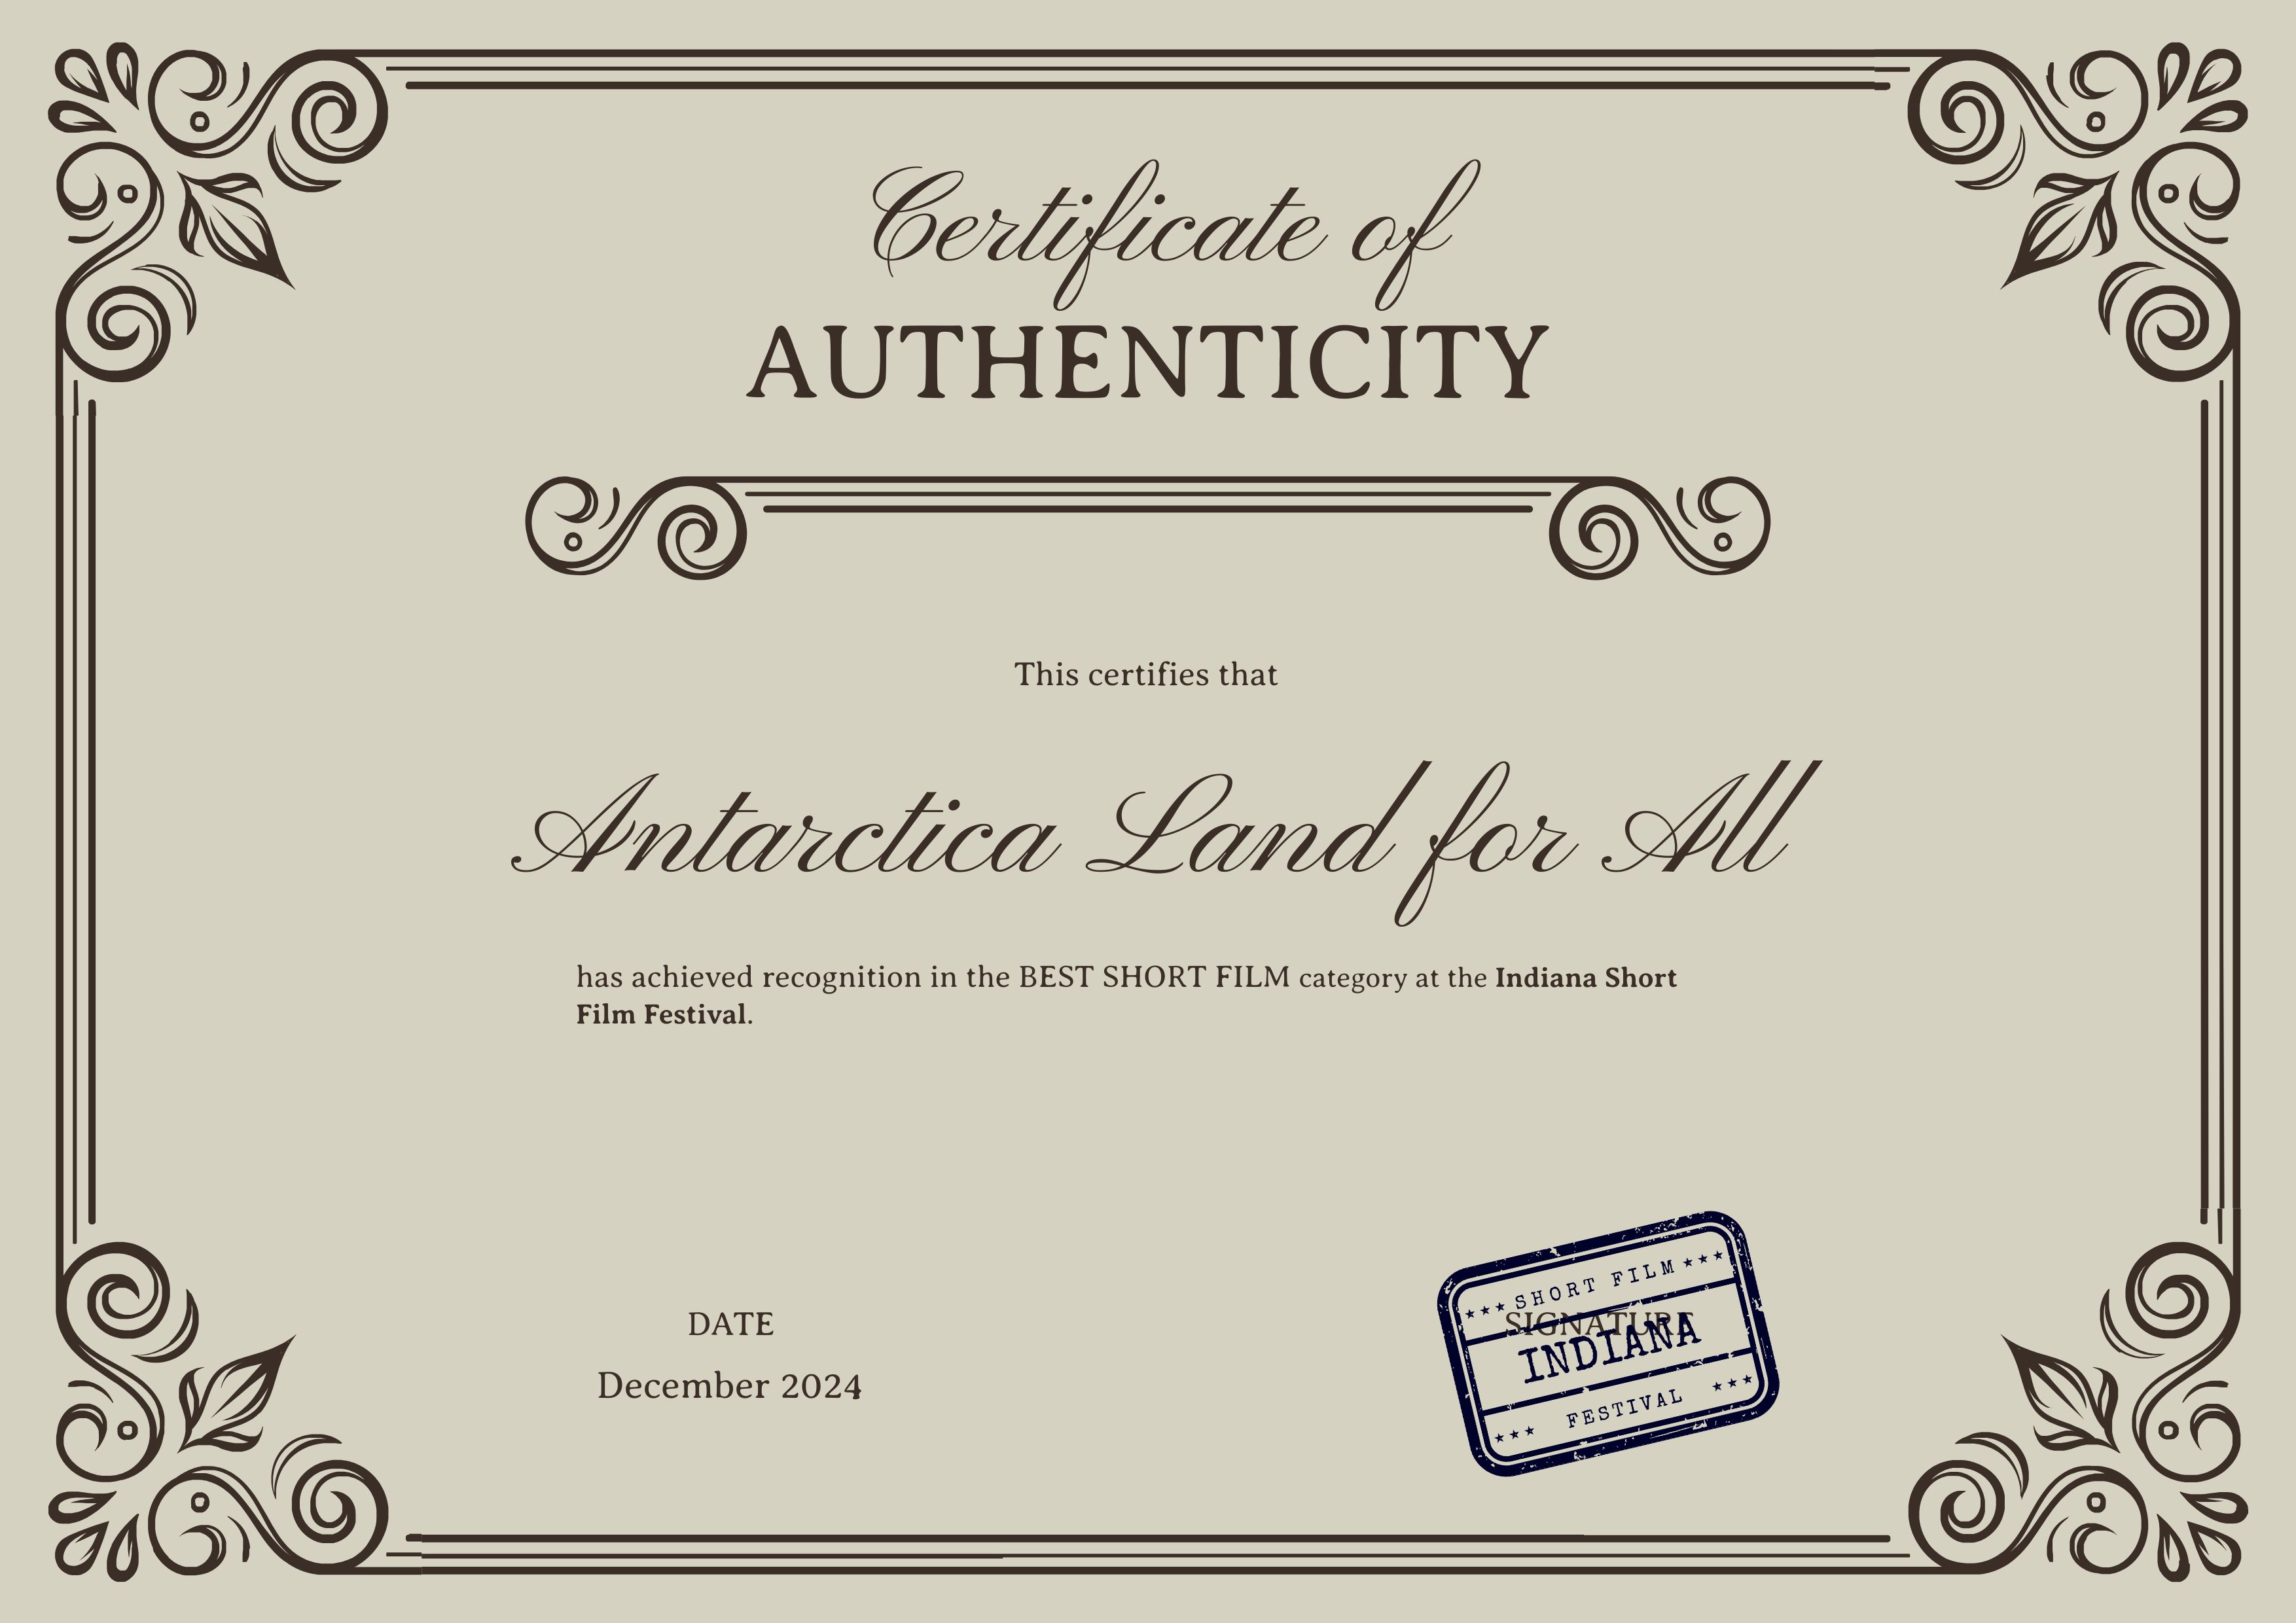 Certificate of
AUTHENTICITY
This certifies that
Antarctica Land for All
has achieved recognition in the BEST SHORT FILM category at the Indiana Short
Film Festival.
DATE
December 2024
SIGNATURE
★★★ SHORT FILM ★★★
INDIANA
★★★ FESTIVAL ★★★